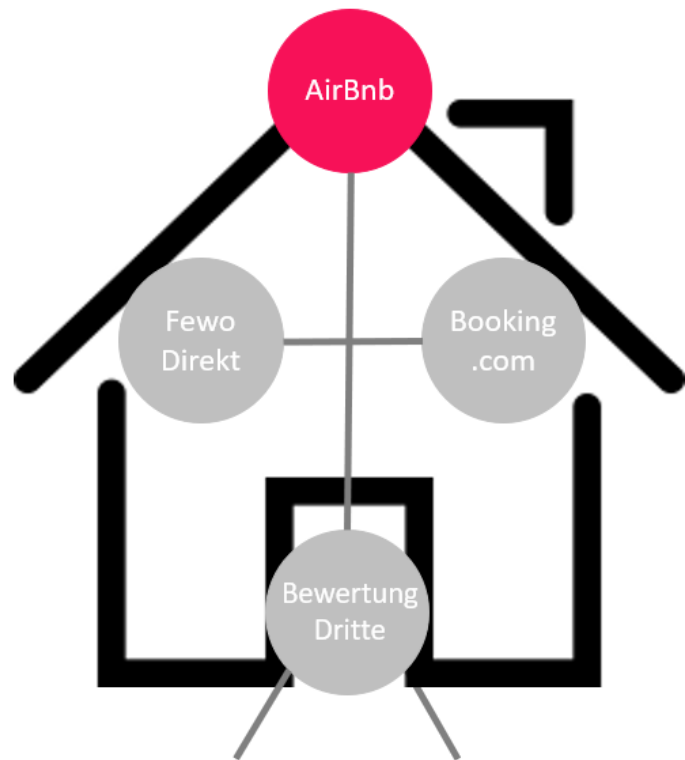 AirBnb
Fewo
Direkt
Booking
.com
Bewertung
Dritte